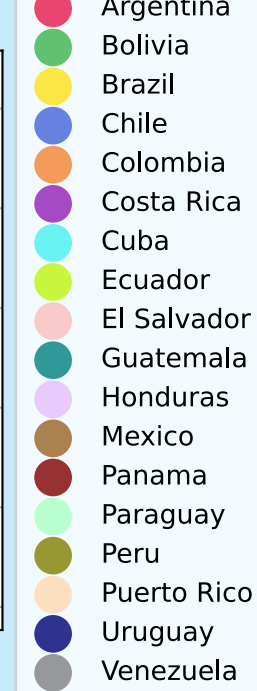 Argentina
Bolivia
Brazil
Chile
Colombia
Costa Rica
Cuba
Ecuador
El Salvador
Guatemala
Honduras
Mexico
Panama
Paraguay
Peru
Puerto Rico
Uruguay
Venezuela